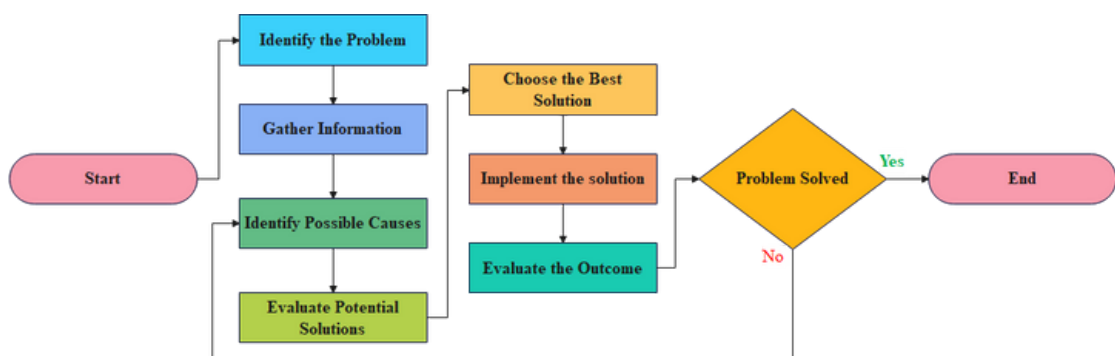 Start
Identify the Problem
Gather Information
Identify Possible Causes
Evaluate Potential
Solutions
Choose the Best
Solution
Implement the solution
Evaluate the Outcome
Problem Solved
Yes
No
End